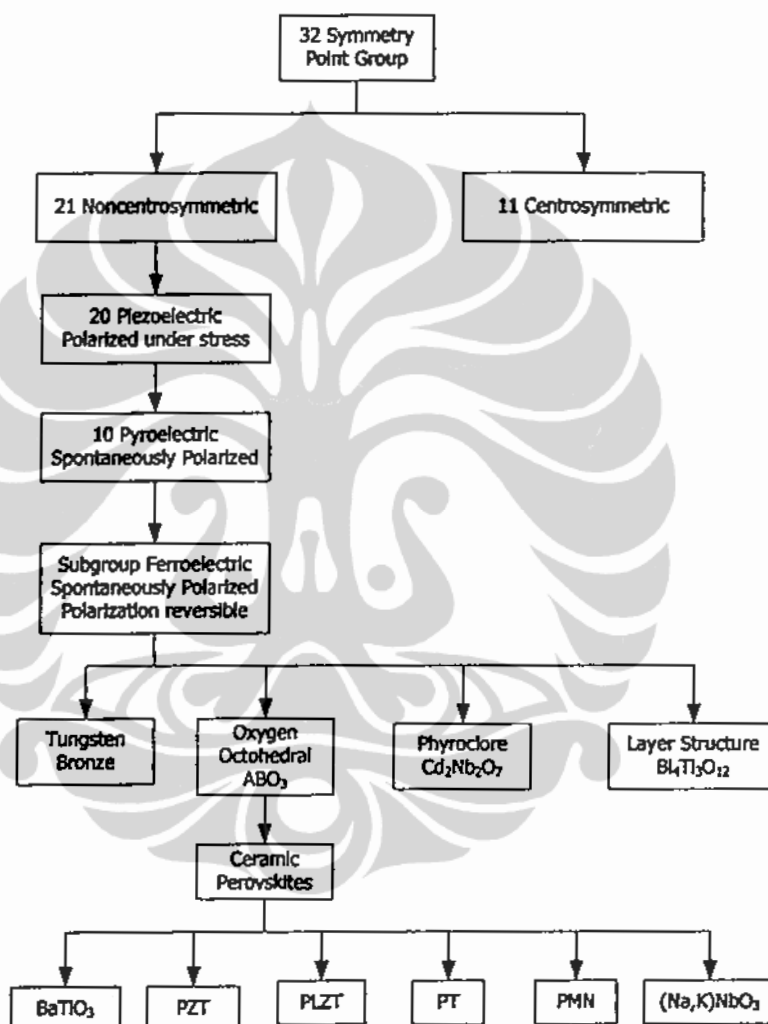 32 Symmetry
Point Group
21 Noncentrosymmetric
11 Centrosymmetric
20 Piezoelectric
Polarized under stress
10 Pyroelectric
Spontaneously Polarized
Subgroup Ferroelectric
Spontaneously Polarized
Polarization reversible
Tungsten
Bronze
Oxygen
Octohedral
ABO₃
Phyroclore
Cd₂Nb₂O₇
Layer Structure
Bi₄Ti₃O₁₂
Ceramic
Perovskites
BaTiO₃
PZT
PLZT
PT
PMN
(Na,K)NbO₃